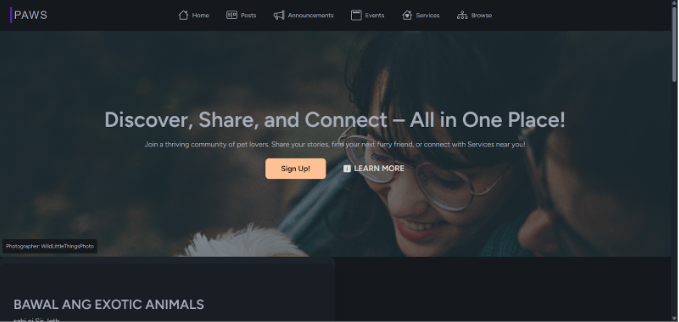 PAWS
Home
Posts
Announcements
Events
Services
Browse
Discover, Share, and Connect – All in One Place!
Join a thriving community of pet lovers. Share your stories, find your next furry friend, or connect with Services near you!
Sign Up!
LEARN MORE
Photographer: WildLittleThingsPhoto
BAWAL ANG EXOTIC ANIMALS